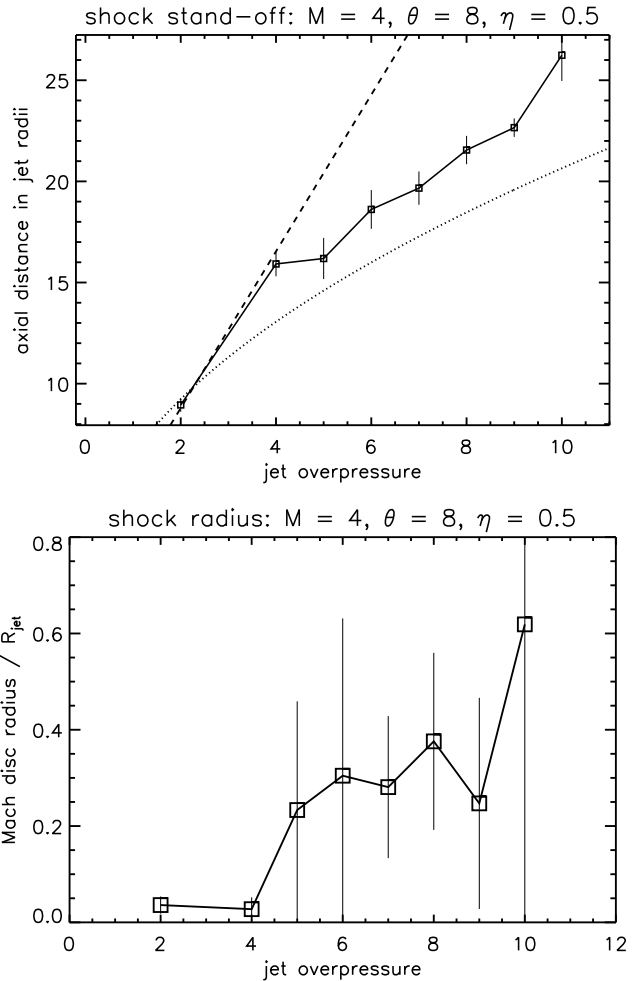 shock stand-off: M = 4, θ = 8, η = 0.5
25
20
15
10
axial distance in jet radii
0 2 4 6 8 10
jet overpressure
shock radius: M = 4, θ = 8, η = 0.5
0.8
0.6
0.4
0.2
0.0
Mach disc radius / Rjet
0 2 4 6 8 10 12
jet overpressure